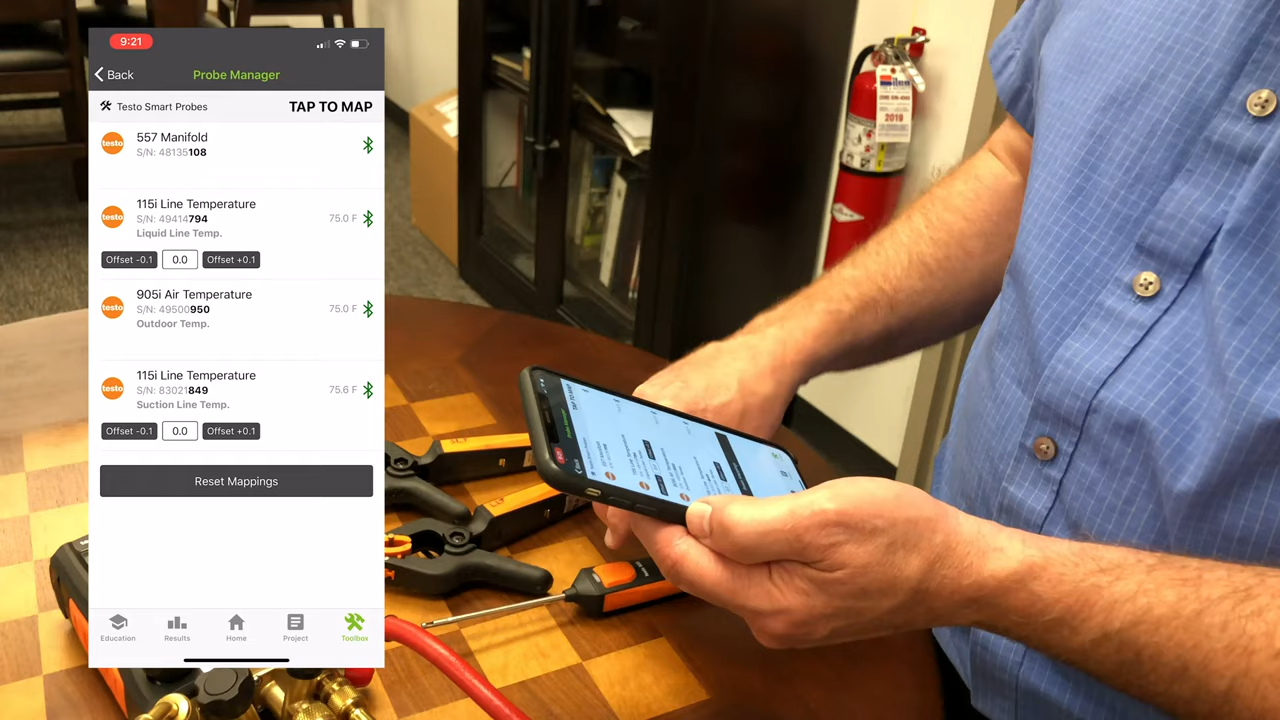 9:21
Back
Probe Manager
Testo Smart Probes
TAP TO MAP
testo
557 Manifold
S/N: 48135108
testo
115i Line Temperature
S/N: 49414794
75.0 F
Liquid Line Temp.
Offset -0.1
0.0
Offset +0.1
testo
905i Air Temperature
S/N: 49500950
75.0 F
Outdoor Temp.
testo
115i Line Temperature
S/N: 83021849
75.6 F
Suction Line Temp.
Offset -0.1
0.0
Offset +0.1
Reset Mappings
Education
Results
Home
Project
Toolbox
2019
TAP TO MAP